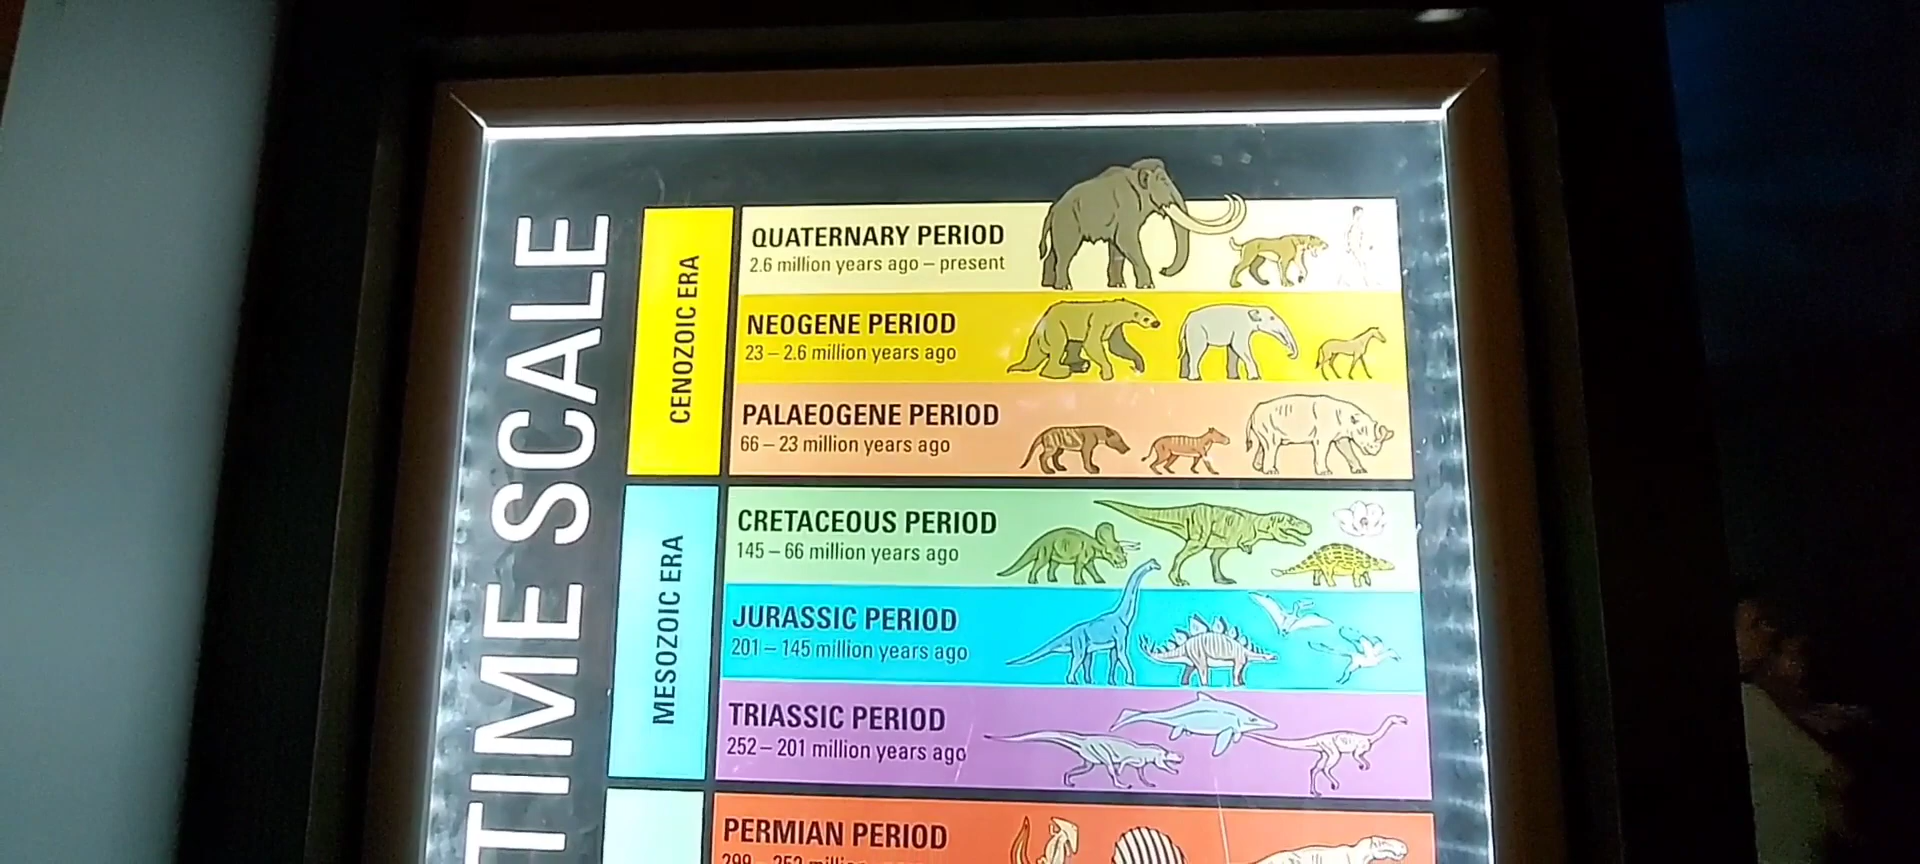 TIME SCALE
CENOZOIC ERA
QUATERNARY PERIOD
2.6 million years ago – present
NEOGENE PERIOD
23 – 2.6 million years ago
PALAEOGENE PERIOD
66 – 23 million years ago
MESOZOIC ERA
CRETACEOUS PERIOD
145 – 66 million years ago
JURASSIC PERIOD
201 – 145 million years ago
TRIASSIC PERIOD
252 – 201 million years ago
PERMIAN PERIOD